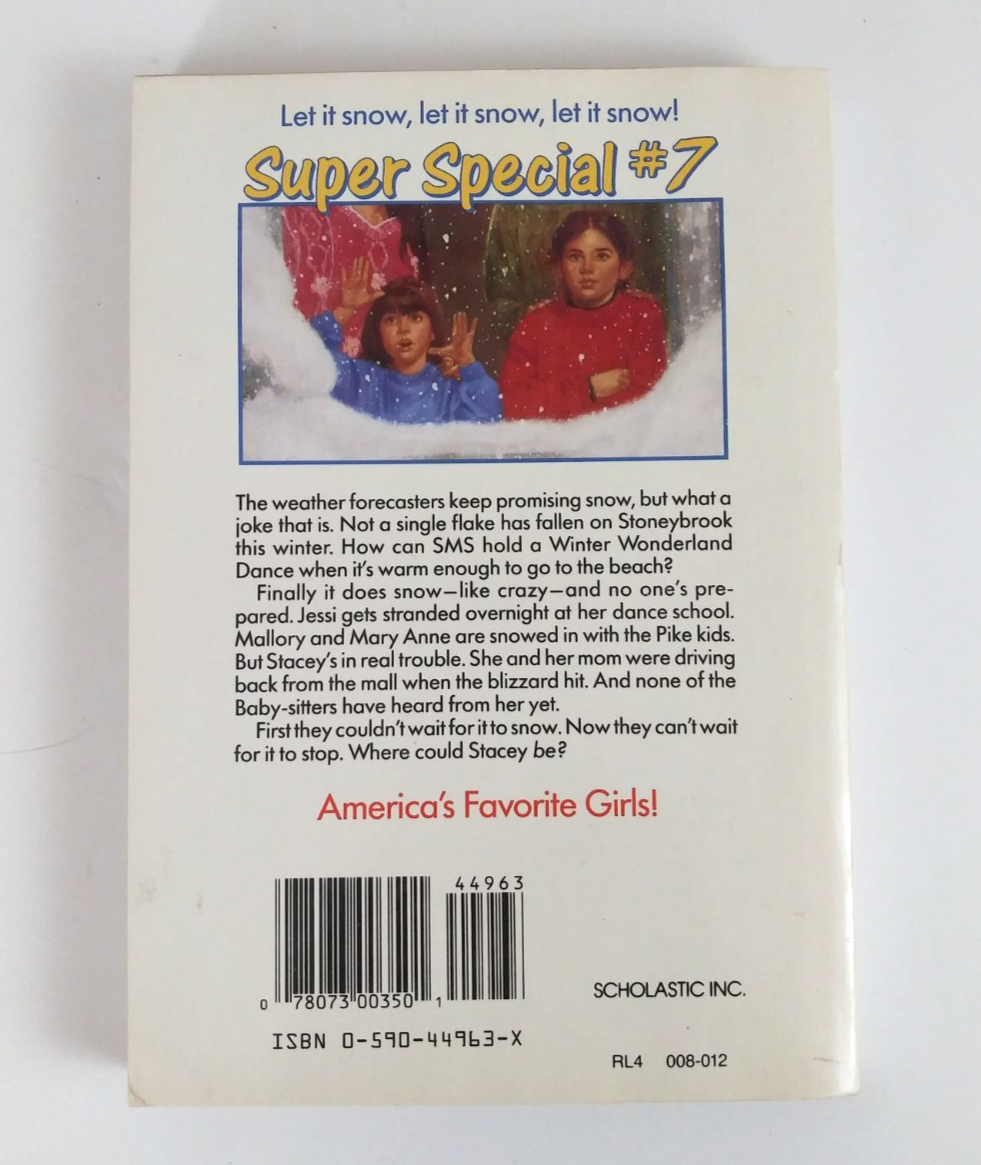 Let it snow, let it snow, let it snow!
Super Special #7
The weather forecasters keep promising snow, but what a
joke that is. Not a single flake has fallen on Stoneybrook
this winter. How can SMS hold a Winter Wonderland
Dance when it's warm enough to go to the beach?
Finally it does snow—like crazy—and no one's pre-
pared. Jessi gets stranded overnight at her dance school.
Mallory and Mary Anne are snowed in with the Pike kids.
But Stacey's in real trouble. She and her mom were driving
back from the mall when the blizzard hit. And none of the
Baby-sitters have heard from her yet.
First they couldn't wait for it to snow. Now they can't wait
for it to stop. Where could Stacey be?
America's Favorite Girls!
44963
0 78073 00350 1
SCHOLASTIC INC.
ISBN 0-590-44963-X
RL4 008-012